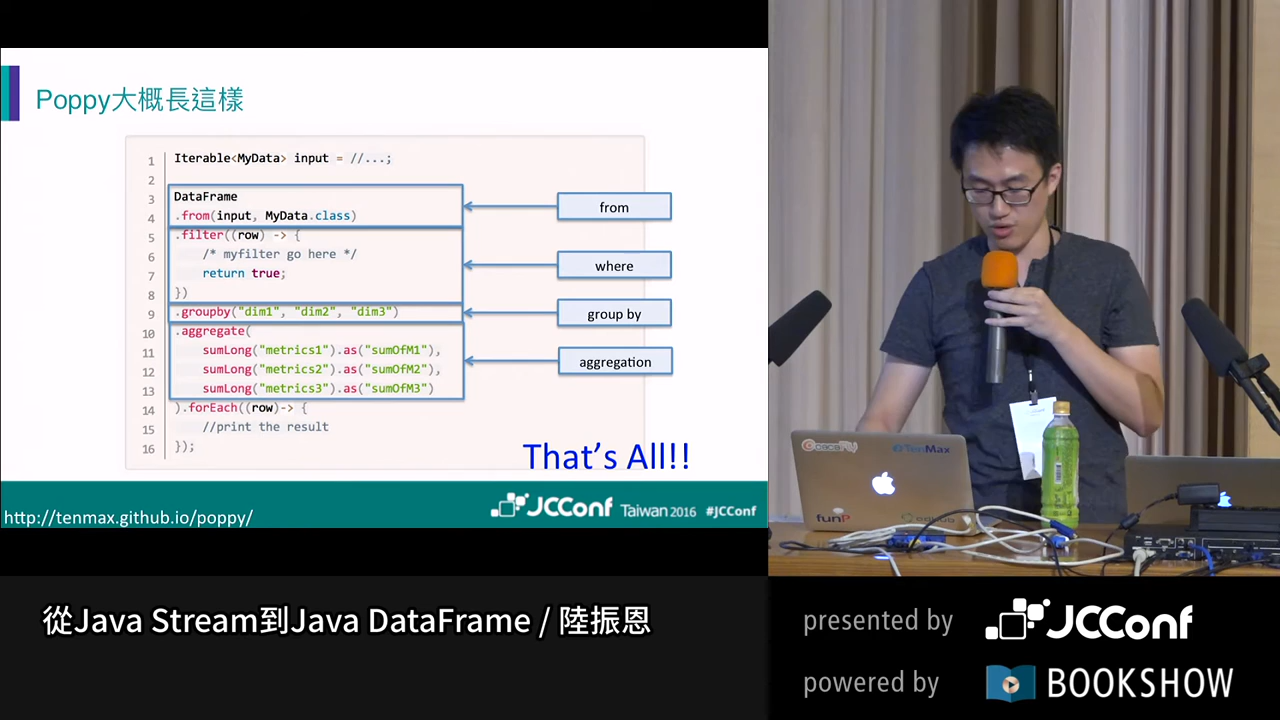 Poppy大概長這樣
1 Iterable<MyData> input = //...;
2
3 DataFrame
4 .from(input, MyData.class)
5 .filter((row) -> {
6 /* myfilter go here */
7 return true;
8 })
9 .groupby("dim1", "dim2", "dim3")
10 .aggregate(
11 sumLong("metrics1").as("sumOfM1"),
12 sumLong("metrics2").as("sumOfM2"),
13 sumLong("metrics3").as("sumOfM3")
14 ).forEach((row)-> {
15 //print the result
16 });
from
where
group by
aggregation
That's All!!
http://tenmax.github.io/poppy/
JCConf Taiwan 2016 #JCConf
TenMax
funP
從Java Stream到Java DataFrame / 陸振恩
presented by JCConf
powered by BOOKSHOW